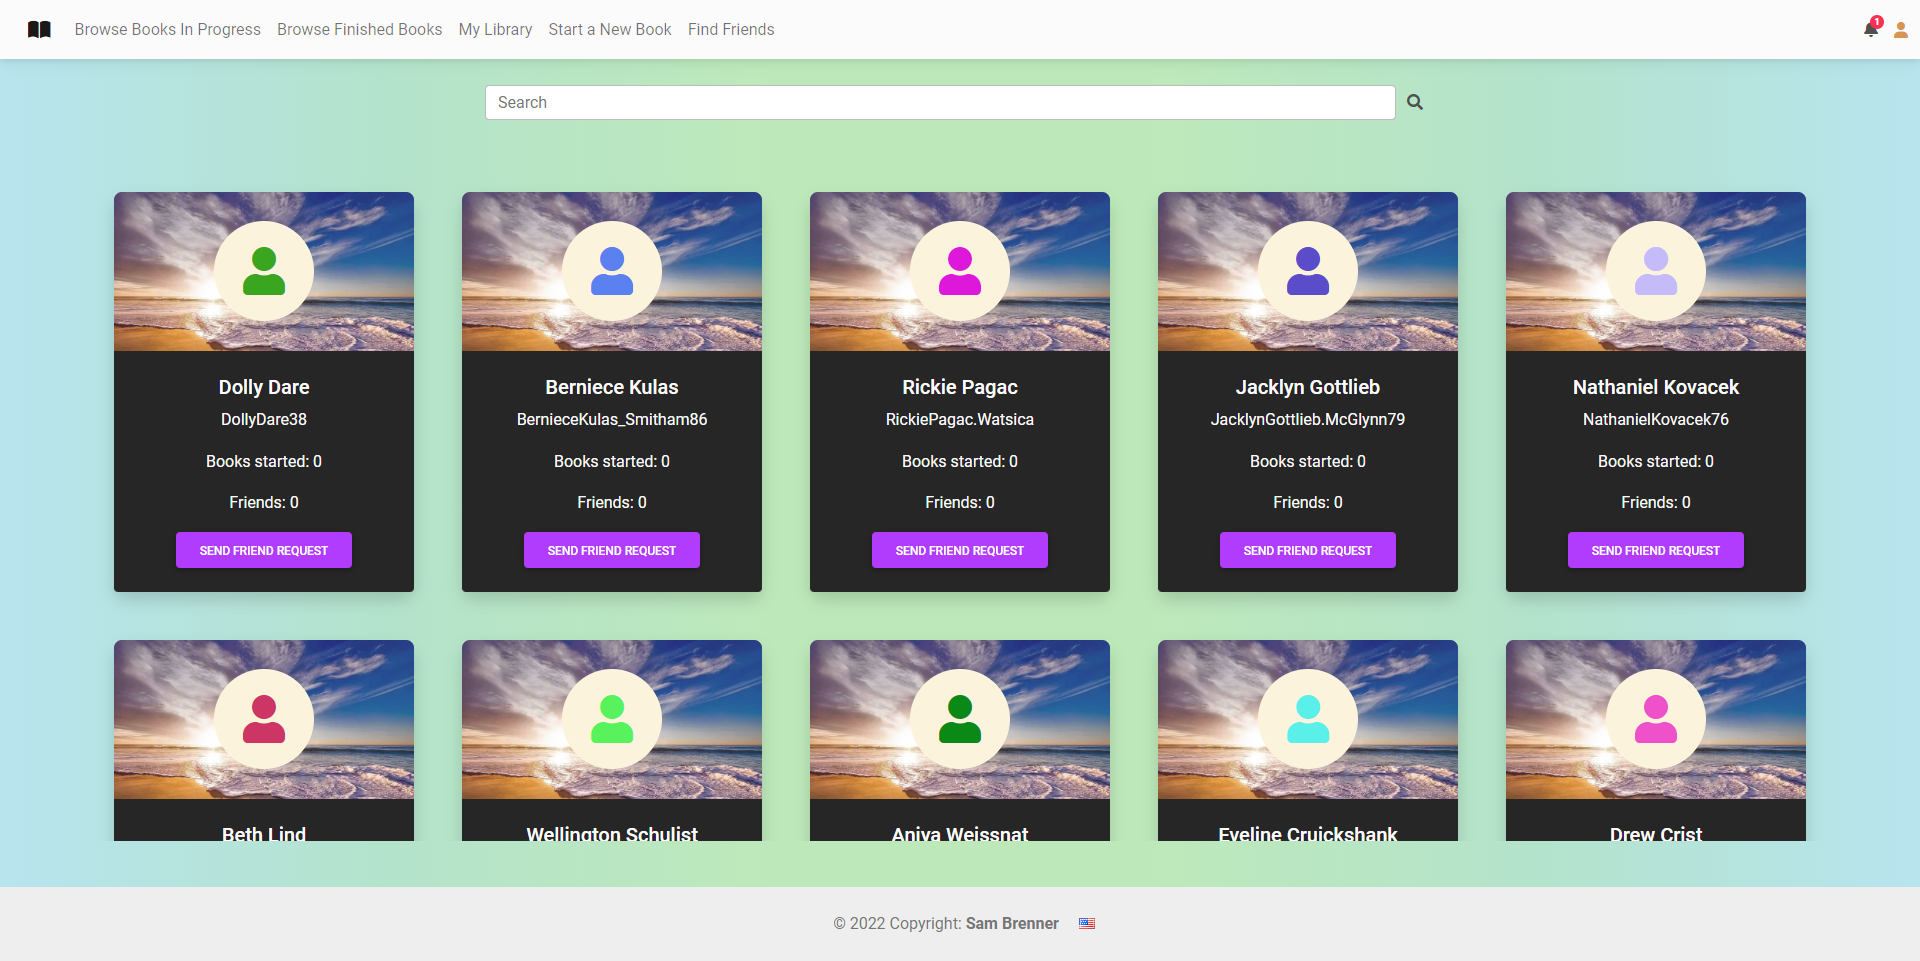 Browse Books In Progress Browse Finished Books My Library Start a New Book Find Friends 1
Search
Dolly Dare
DollyDare38
Books started: 0
Friends: 0
SEND FRIEND REQUEST
Berniece Kulas
BernieceKulas_Smitham86
Books started: 0
Friends: 0
SEND FRIEND REQUEST
Rickie Pagac
RickiePagac.Watsica
Books started: 0
Friends: 0
SEND FRIEND REQUEST
Jacklyn Gottlieb
JacklynGottlieb.McGlynn79
Books started: 0
Friends: 0
SEND FRIEND REQUEST
Nathaniel Kovacek
NathanielKovacek76
Books started: 0
Friends: 0
SEND FRIEND REQUEST
Beth Lind
Wellington Schulist
Aniya Weissnat
Eveline Cruickshank
Drew Crist
© 2022 Copyright: Sam Brenner